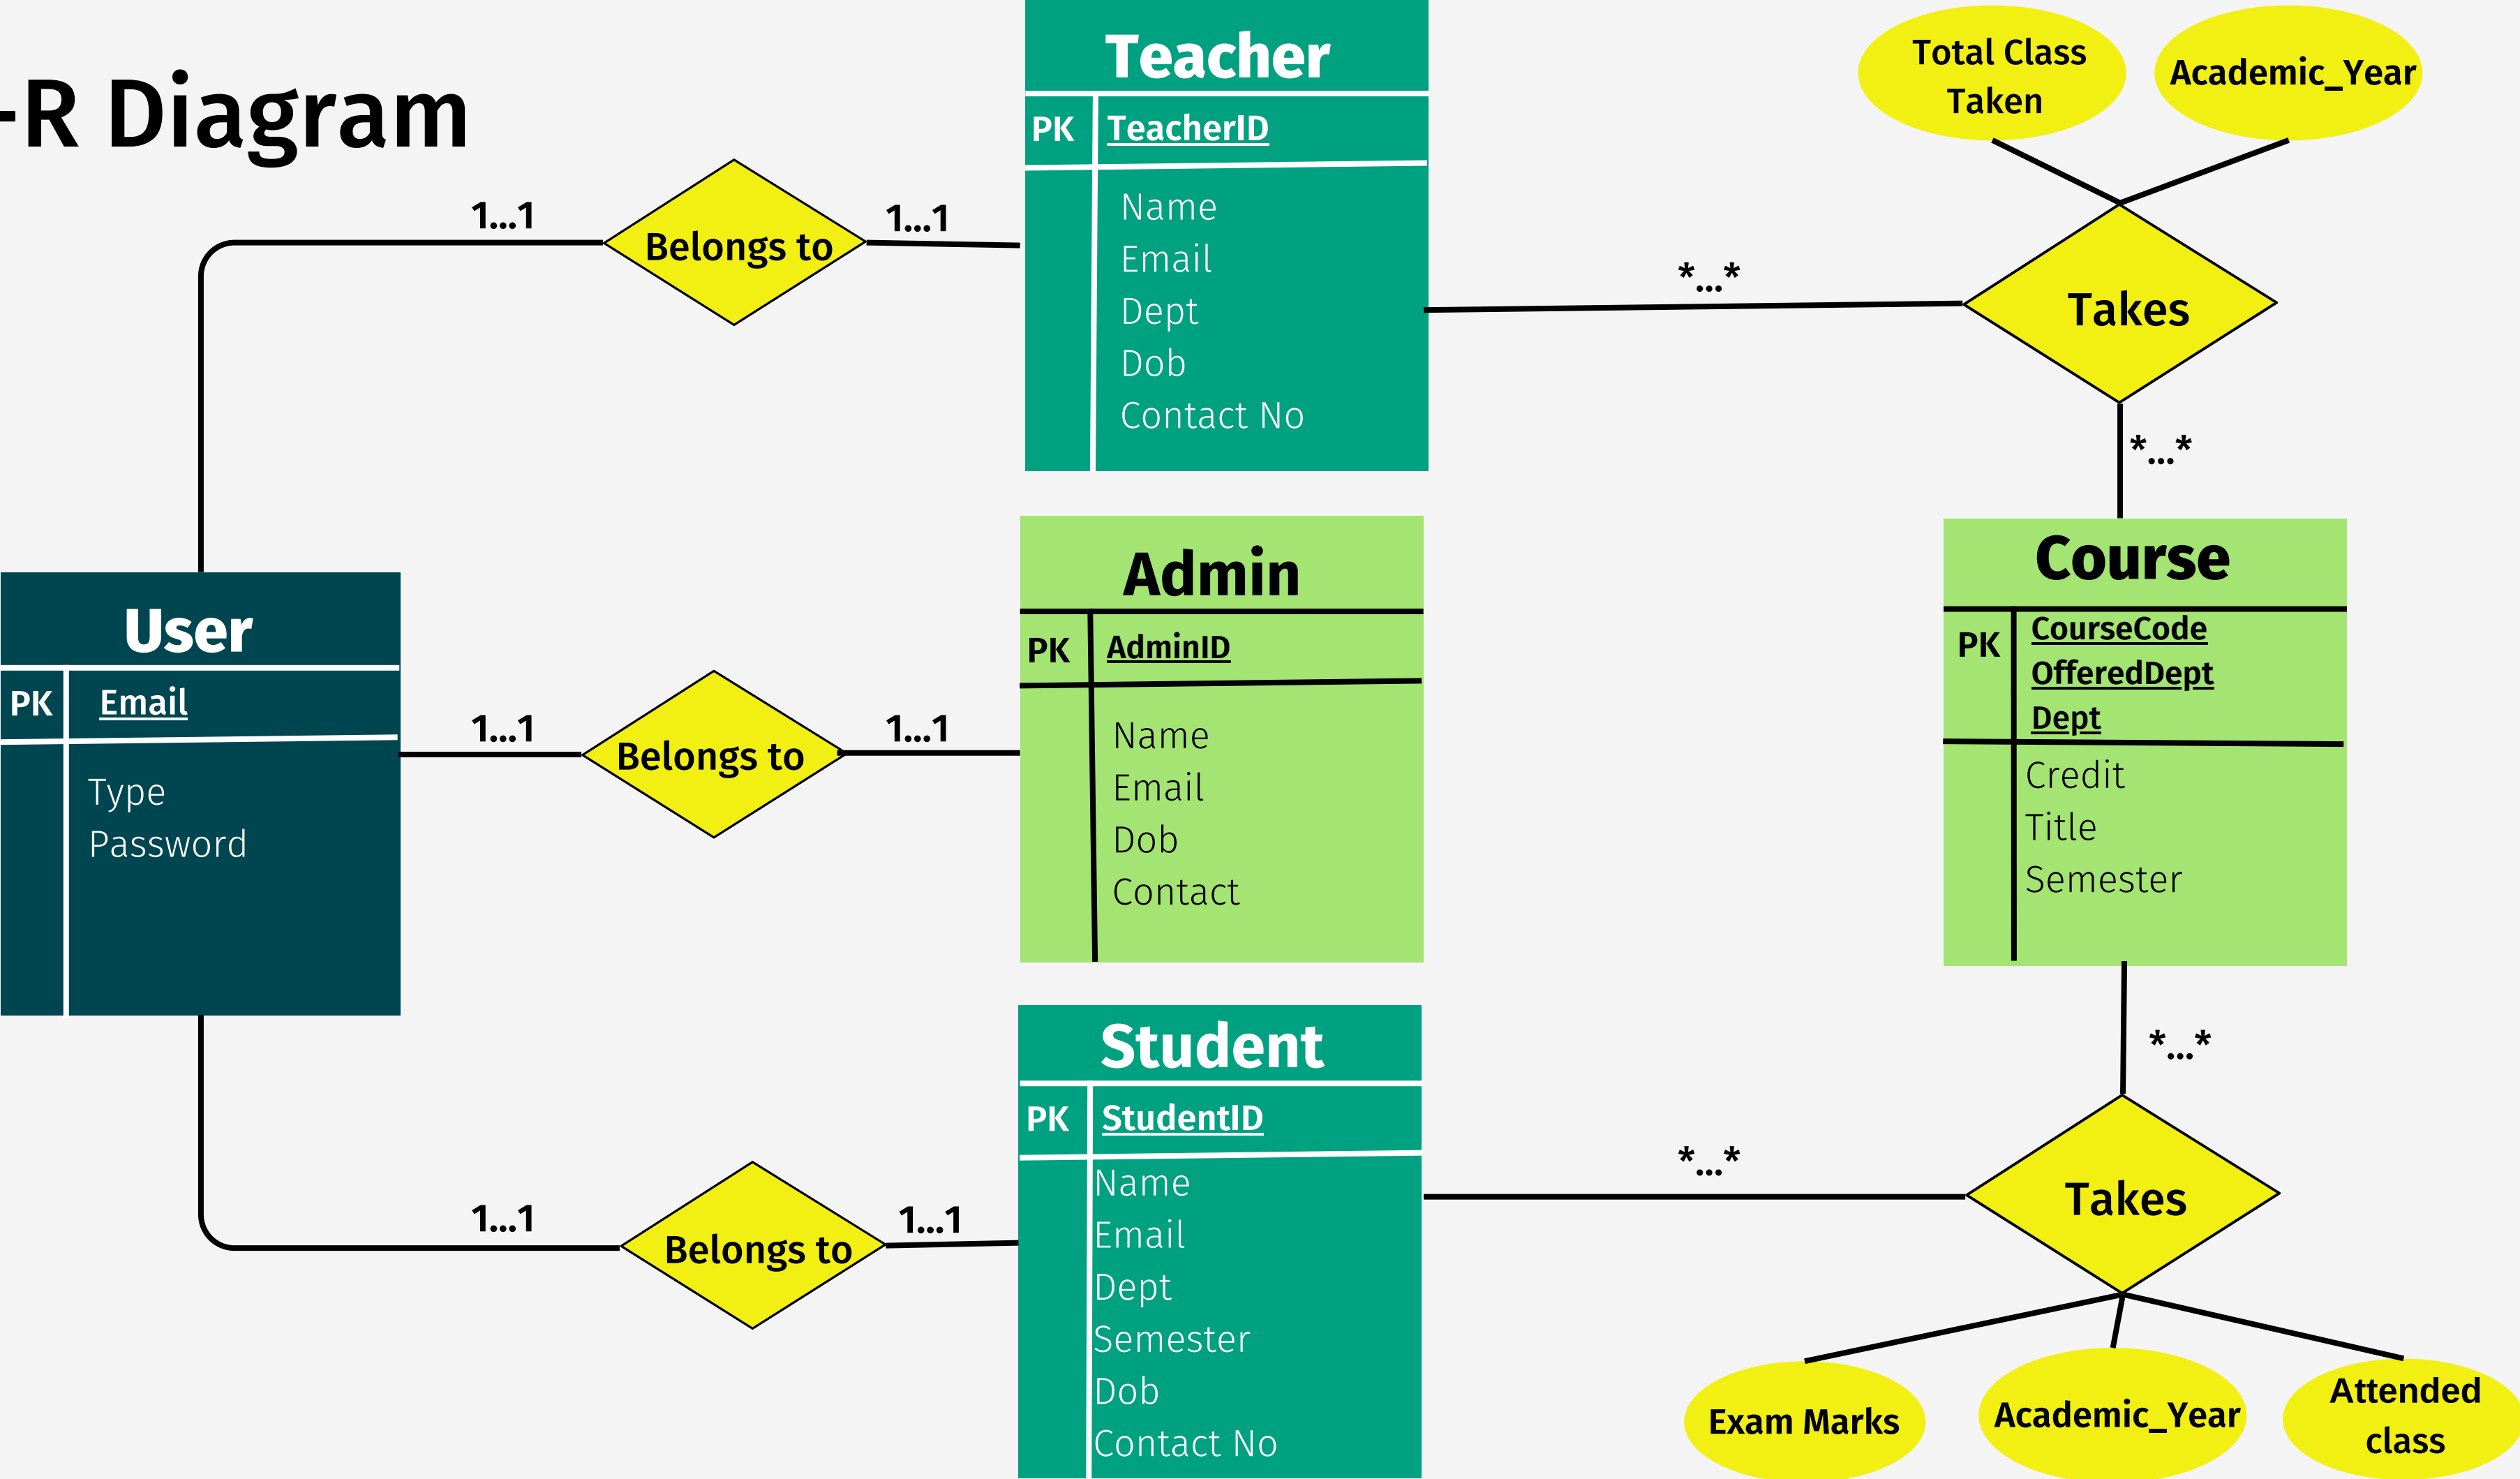 -R Diagram
Teacher
PK TeacherID
Name
Email
Dept
Dob
Contact No
Total Class
Taken
Academic_Year
1...1
Belongs to
1...1
*...*
Takes
*...*
User
PK Email
Type
Password
1...1
Belongs to
1...1
Admin
PK AdminID
Name
Email
Dob
Contact
Course
PK CourseCode
OfferedDept
Dept
Credit
Title
Semester
1...1
Belongs to
1...1
Student
PK StudentID
Name
Email
Dept
Semester
Dob
Contact No
*...*
*...*
Takes
Exam Marks
Academic_Year
Attended
class